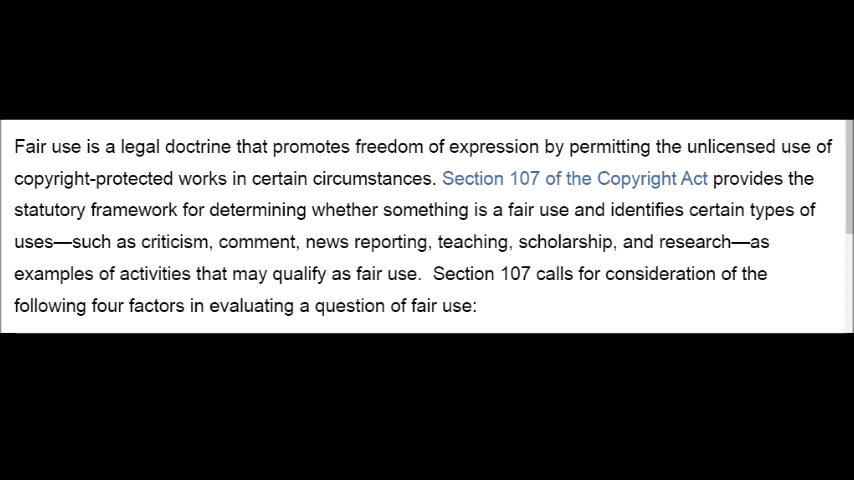 Fair use is a legal doctrine that promotes freedom of expression by permitting the unlicensed use of
copyright-protected works in certain circumstances. Section 107 of the Copyright Act provides the
statutory framework for determining whether something is a fair use and identifies certain types of
uses—such as criticism, comment, news reporting, teaching, scholarship, and research—as
examples of activities that may qualify as fair use.  Section 107 calls for consideration of the
following four factors in evaluating a question of fair use: